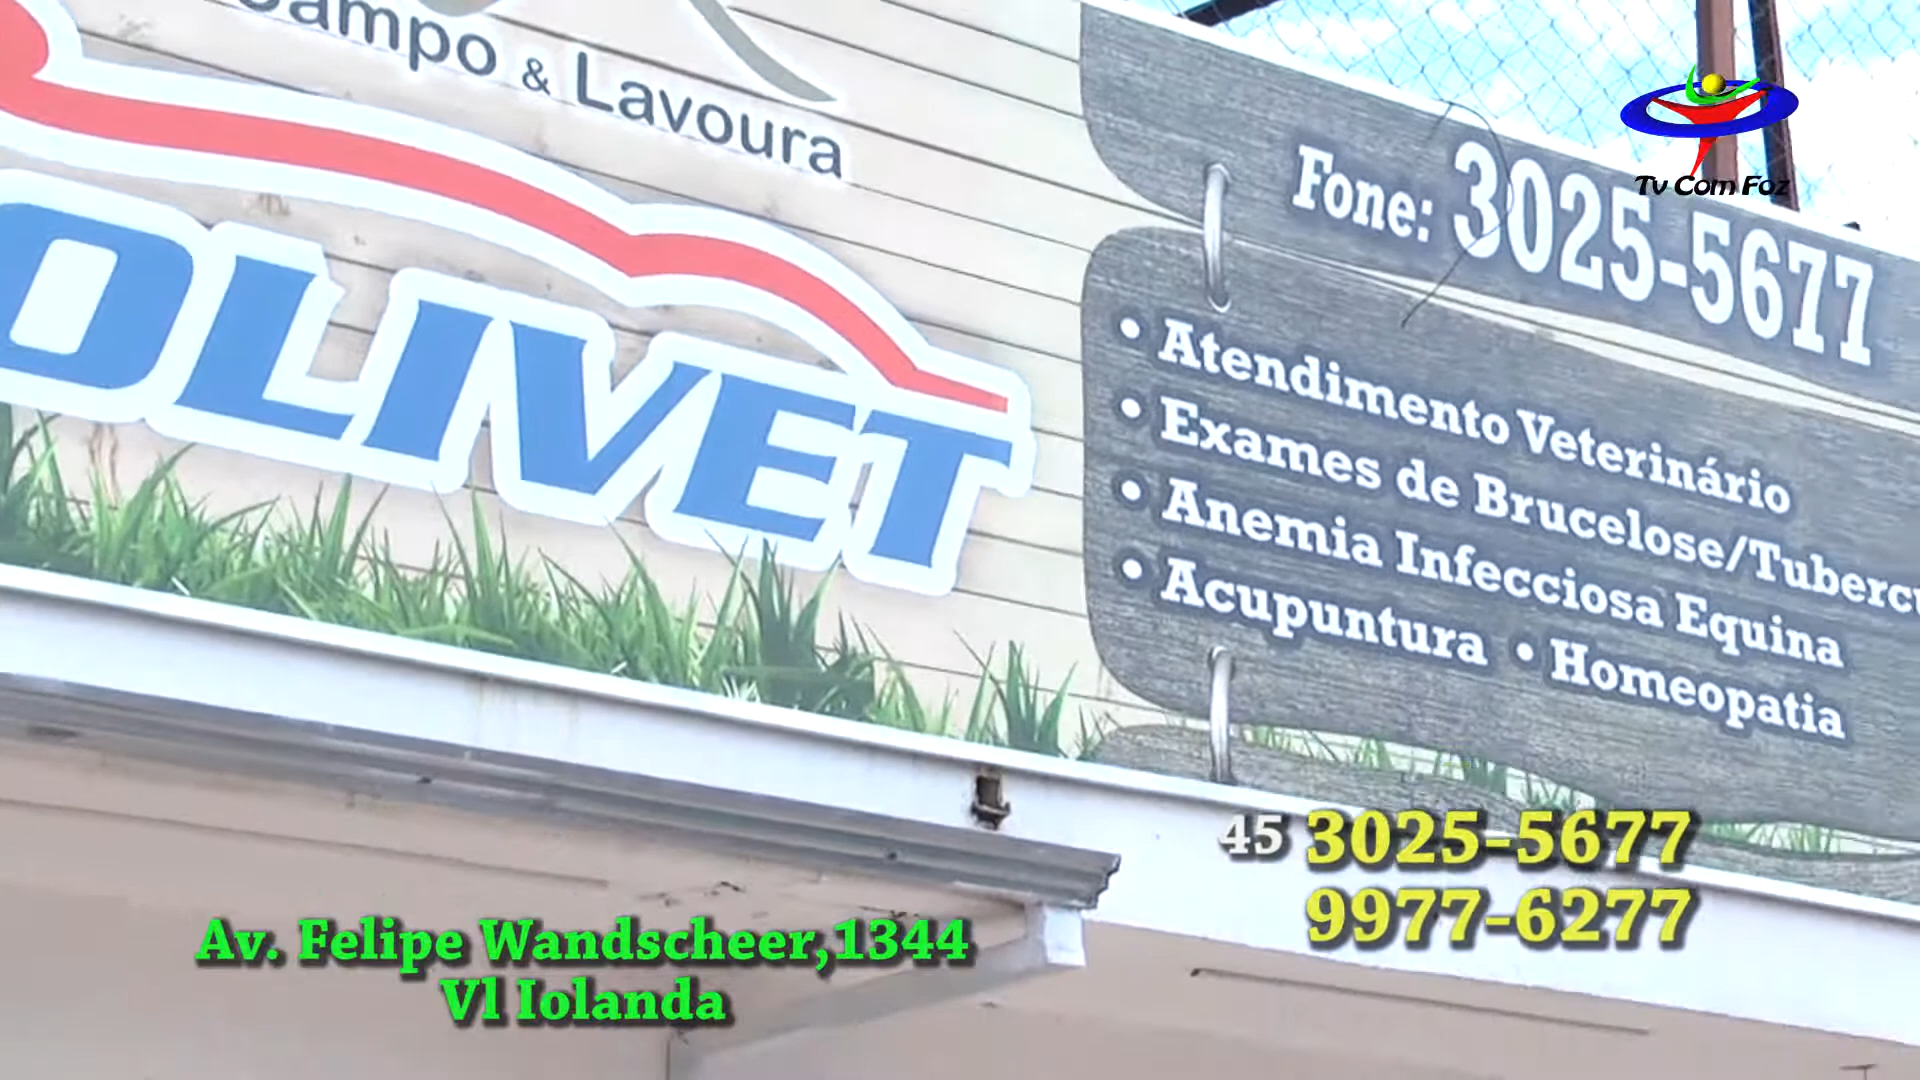 Campo & Lavoura
OLIVET
Fone: 3025-5677
• Atendimento Veterinário
• Exames de Brucelose/Tubercu
• Anemia Infecciosa Equina
• Acupuntura • Homeopatia
Tv Com Foz
45 3025-5677
9977-6277
Av. Felipe Wandscheer,1344
Vl Iolanda